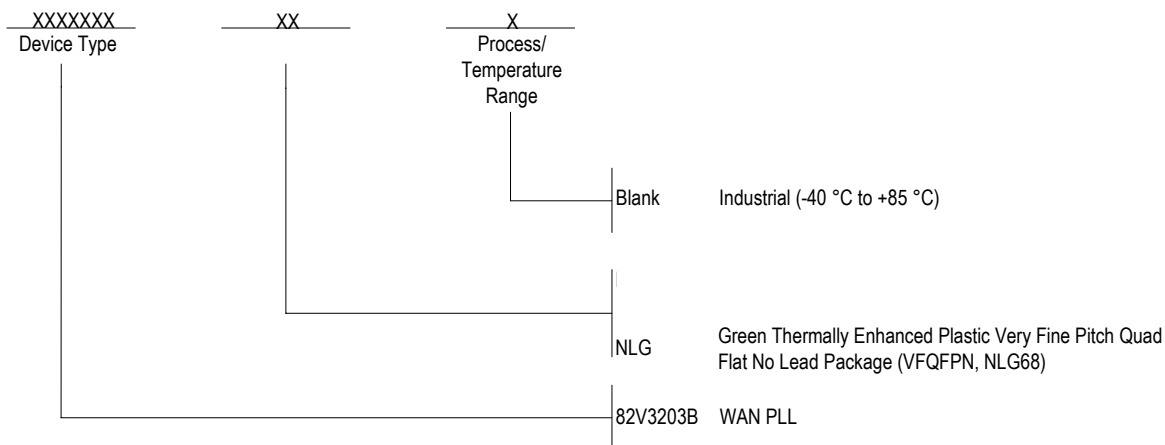 XXXXXXX XX X
Device Type
Process/
Temperature
Range
Blank Industrial (-40 °C to +85 °C)
NLG Green Thermally Enhanced Plastic Very Fine Pitch Quad
Flat No Lead Package (VFQFPN, NLG68)
82V3203B WAN PLL